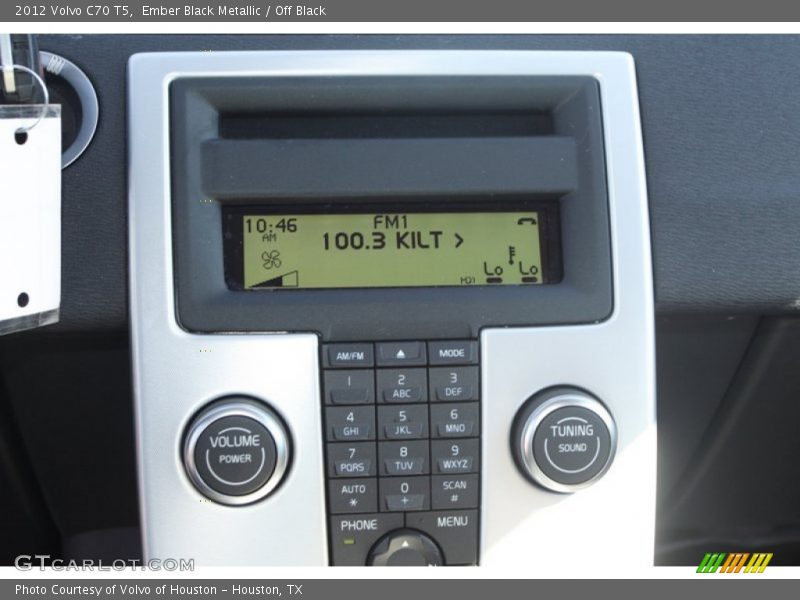 2012 Volvo C70 T5, Ember Black Metallic / Off Black
10:46 FM1
AM 100.3 KILT >
Lo Lo
AM/FM MODE
1 2 ABC 3 DEF
4 GHI 5 JKL 6 MNO
7 PQRS 8 TUV 9 WXYZ
AUTO * 0 + SCAN #
VOLUME
POWER
TUNING
SOUND
PHONE MENU
GTCarLot.com
Photo Courtesy of Volvo of Houston - Houston, TX